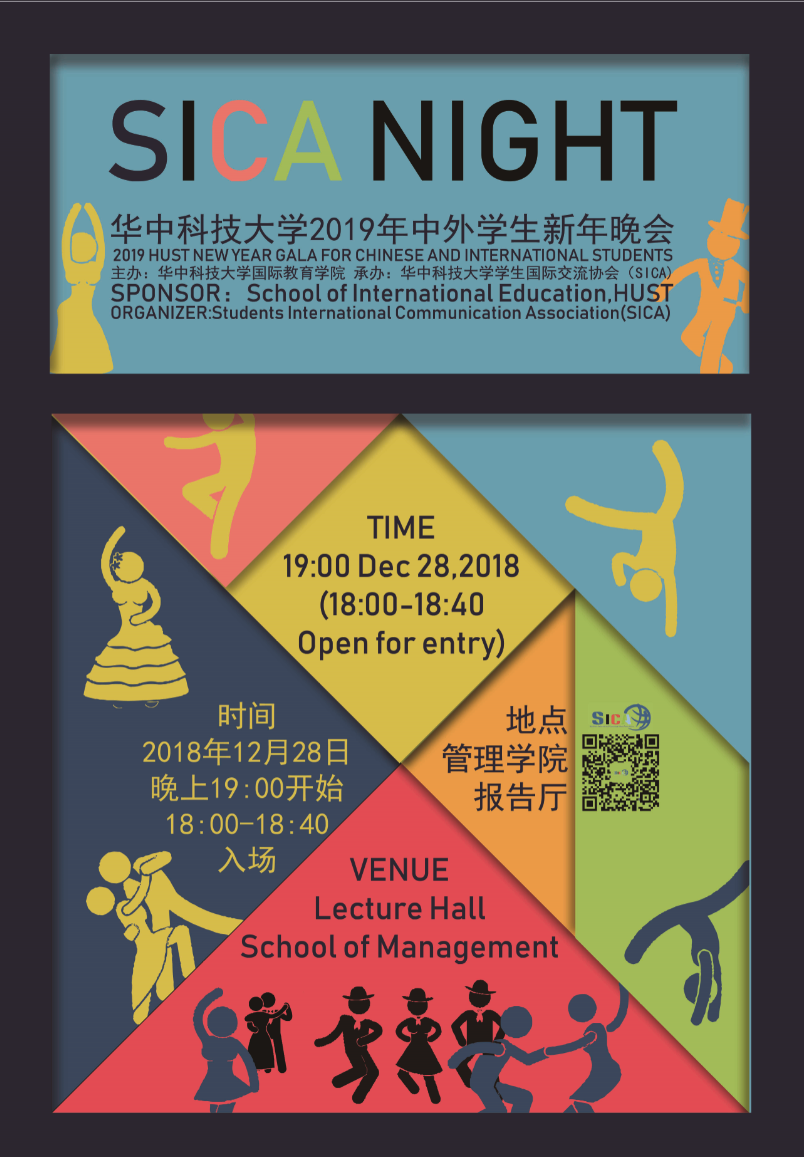 SICA NIGHT
华中科技大学2019年中外学生新年晚会
2019 HUST NEW YEAR GALA FOR CHINESE AND INTERNATIONAL STUDENTS
主办：华中科技大学国际教育学院 承办：华中科技大学学生国际交流协会（SICA）
SPONSOR：School of International Education,HUST
ORGANIZER:Students International Communication Association(SICA)
TIME
19:00 Dec 28,2018
(18:00-18:40
Open for entry)
时间
2018年12月28日
晚上19:00开始
18:00-18:40
入场
地点
管理学院
报告厅
SICA
VENUE
Lecture Hall
School of Management